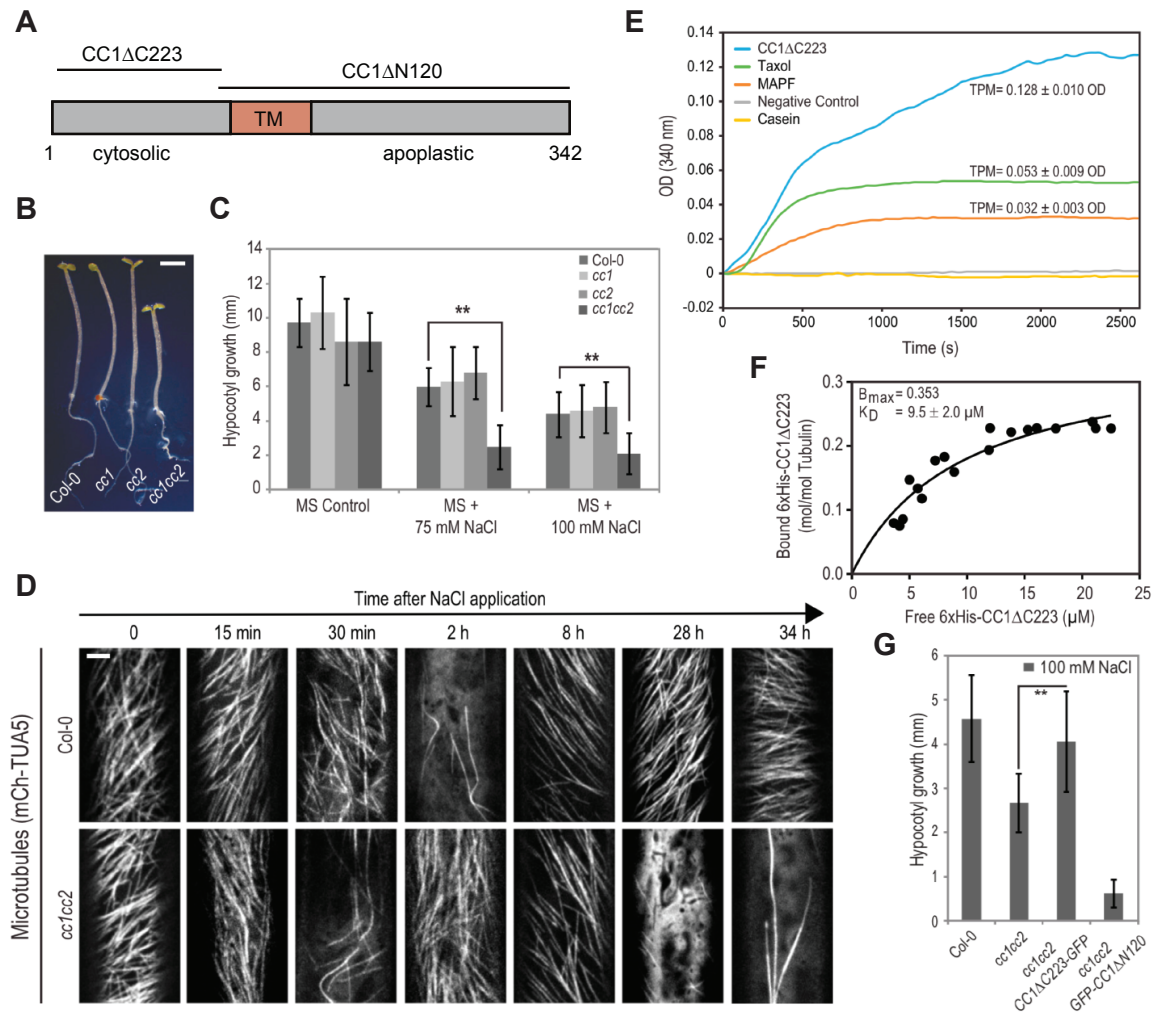 A
CC1ΔC223
CC1ΔN120
TM
1
cytosolic
apoplastic
342
B
Col-0
cc1
cc2
cc1cc2
C
Hypocotyl growth (mm)
14
12
10
8
6
4
2
0
Col-0
cc1
cc2
cc1cc2
**
**
MS Control
MS +
75 mM NaCl
MS +
100 mM NaCl
D
Time after NaCl application
0
15 min
30 min
2 h
8 h
28 h
34 h
Microtubules (mCh-TUA5)
Col-0
cc1cc2
E
OD (340 nm)
0.14
0.12
0.10
0.08
0.06
0.04
0.02
0
-0.02
CC1ΔC223
Taxol
MAPF
Negative Control
Casein
TPM= 0.128 ± 0.010 OD
TPM= 0.053 ± 0.009 OD
TPM= 0.032 ± 0.003 OD
0
500
1000
1500
2000
2500
Time (s)
F
Bound 6xHis-CC1ΔC223
(mol/mol Tubulin)
0.3
0.2
0.1
0.0
Bmax = 0.353
KD = 9.5 ± 2.0 μM
0
5
10
15
20
25
Free 6xHis-CC1ΔC223 (μM)
G
Hypocotyl growth (mm)
6
5
4
3
2
1
0
100 mM NaCl
**
Col-0
cc1cc2
cc1cc2
CC1ΔC223-GFP
cc1cc2
GFP-CC1ΔN120